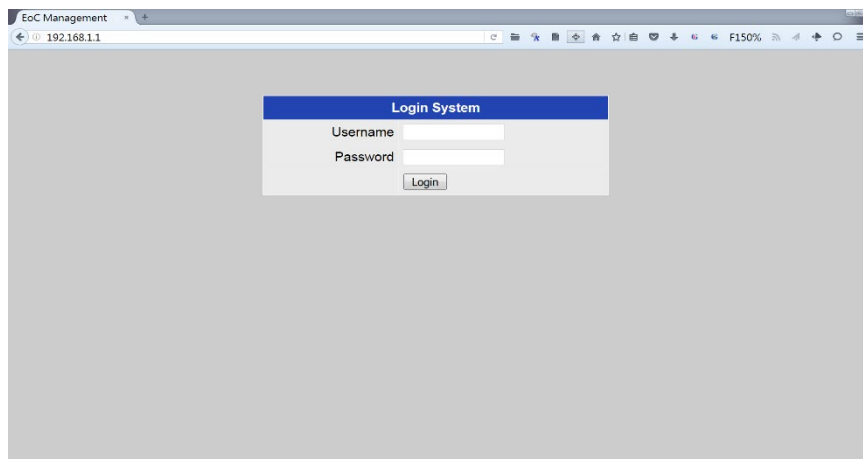 EoC Management
192.168.1.1
F150%
Login System
Username
Password
Login